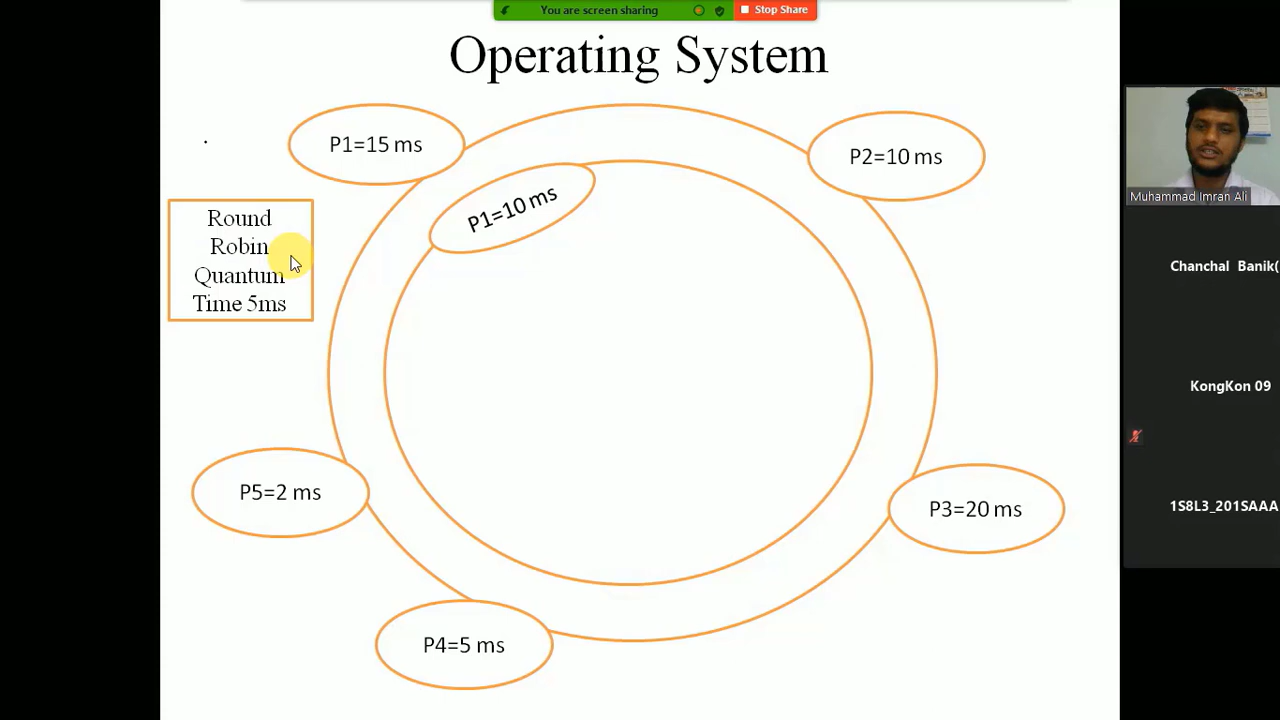 You are screen sharing
Stop Share
Operating System
P1=15 ms
P2=10 ms
P1=10 ms
Round
Robin
Quantum
Time 5ms
P5=2 ms
P3=20 ms
P4=5 ms
Muhammad Imran Ali
Chanchal Banik(
KongKon 09
1S8L3_201SAAA